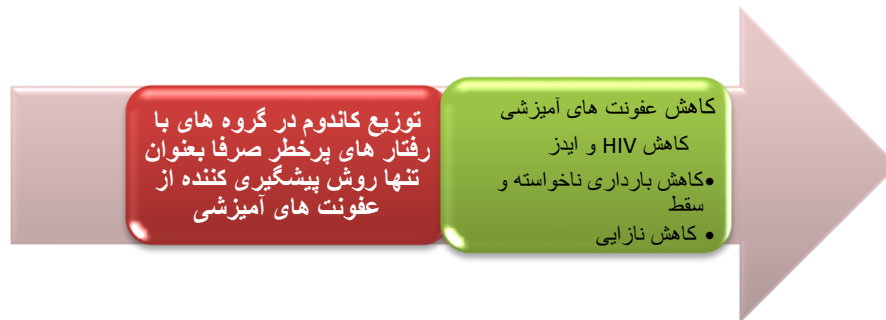 توزیع کاندوم در گروه های با
رفتار های پرخطر صرفا بعنوان
تنها روش پیشگیری کننده از
عفونت های آمیزشی
کاهش عفونت های آمیزشی
کاهش HIV و ایدز
•کاهش بارداری ناخواسته و
سقط
• کاهش نازایی